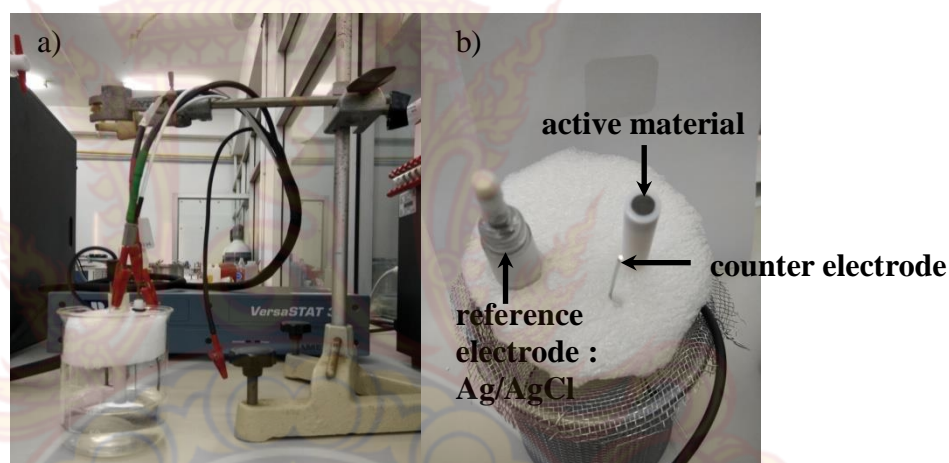 a)
b)
active material
counter electrode
reference
electrode :
Ag/AgCl
VersaSTAT 3